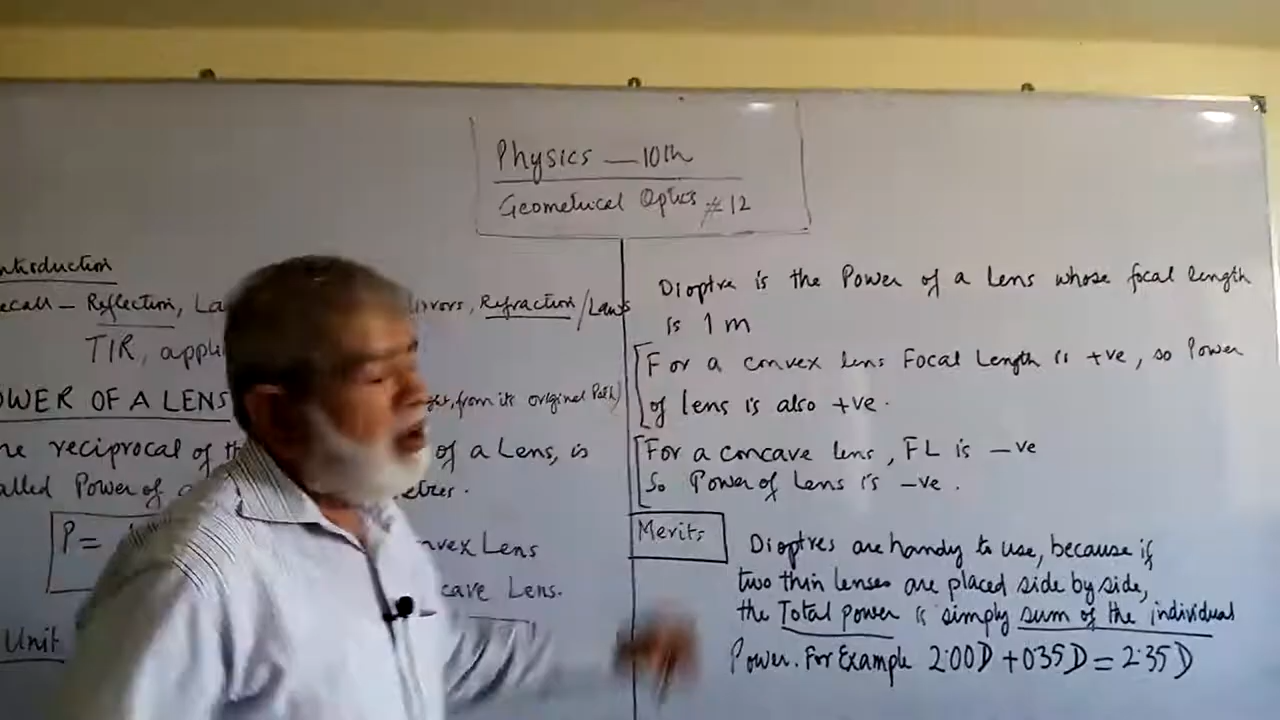 Physics — 10th
Geometrical Optics #12
ntroduction
ecall – Reflection, La rrors, Refraction /Laws
TIR, appli
OWER OF A LENS ght, from its original Path)
he reciprocal of th of a Lens, is
alled Power of a etres.
P=
nvex Lens
cave Lens.
Unit
Dioptre is the Power of a Lens whose focal length
is 1 m
For a convex lens Focal Length is +ve, so Power
of lens is also +ve.
For a concave lens, FL is –ve
So Power of Lens is –ve.
Merits
Dioptres are handy to use, because if
two thin lenses are placed side by side,
the Total power is simply sum of the individual
Power. For Example 2.00D + 035D = 2.35D